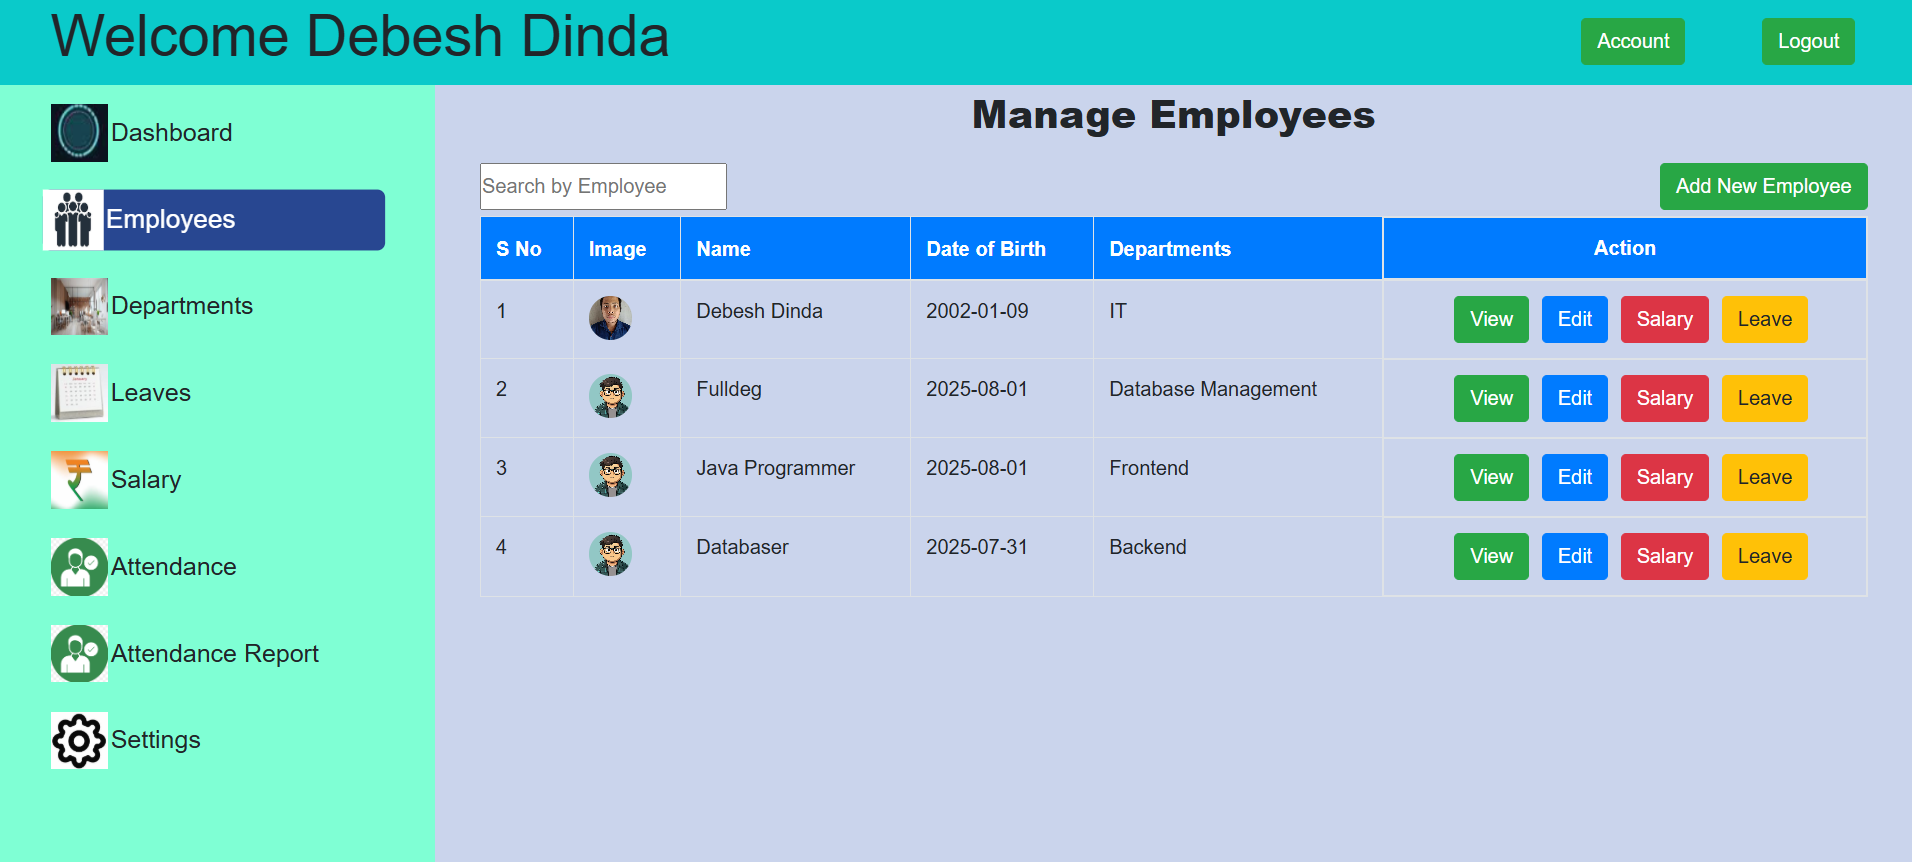 Welcome Debesh Dinda
Account
Logout
Dashboard
Employees
Departments
Leaves
Salary
Attendance
Attendance Report
Settings
Manage Employees
Search by Employee
Add New Employee
S No Image Name Date of Birth Departments Action
1 Debesh Dinda 2002-01-09 IT View Edit Salary Leave
2 Fulldeg 2025-08-01 Database Management View Edit Salary Leave
3 Java Programmer 2025-08-01 Frontend View Edit Salary Leave
4 Databaser 2025-07-31 Backend View Edit Salary Leave